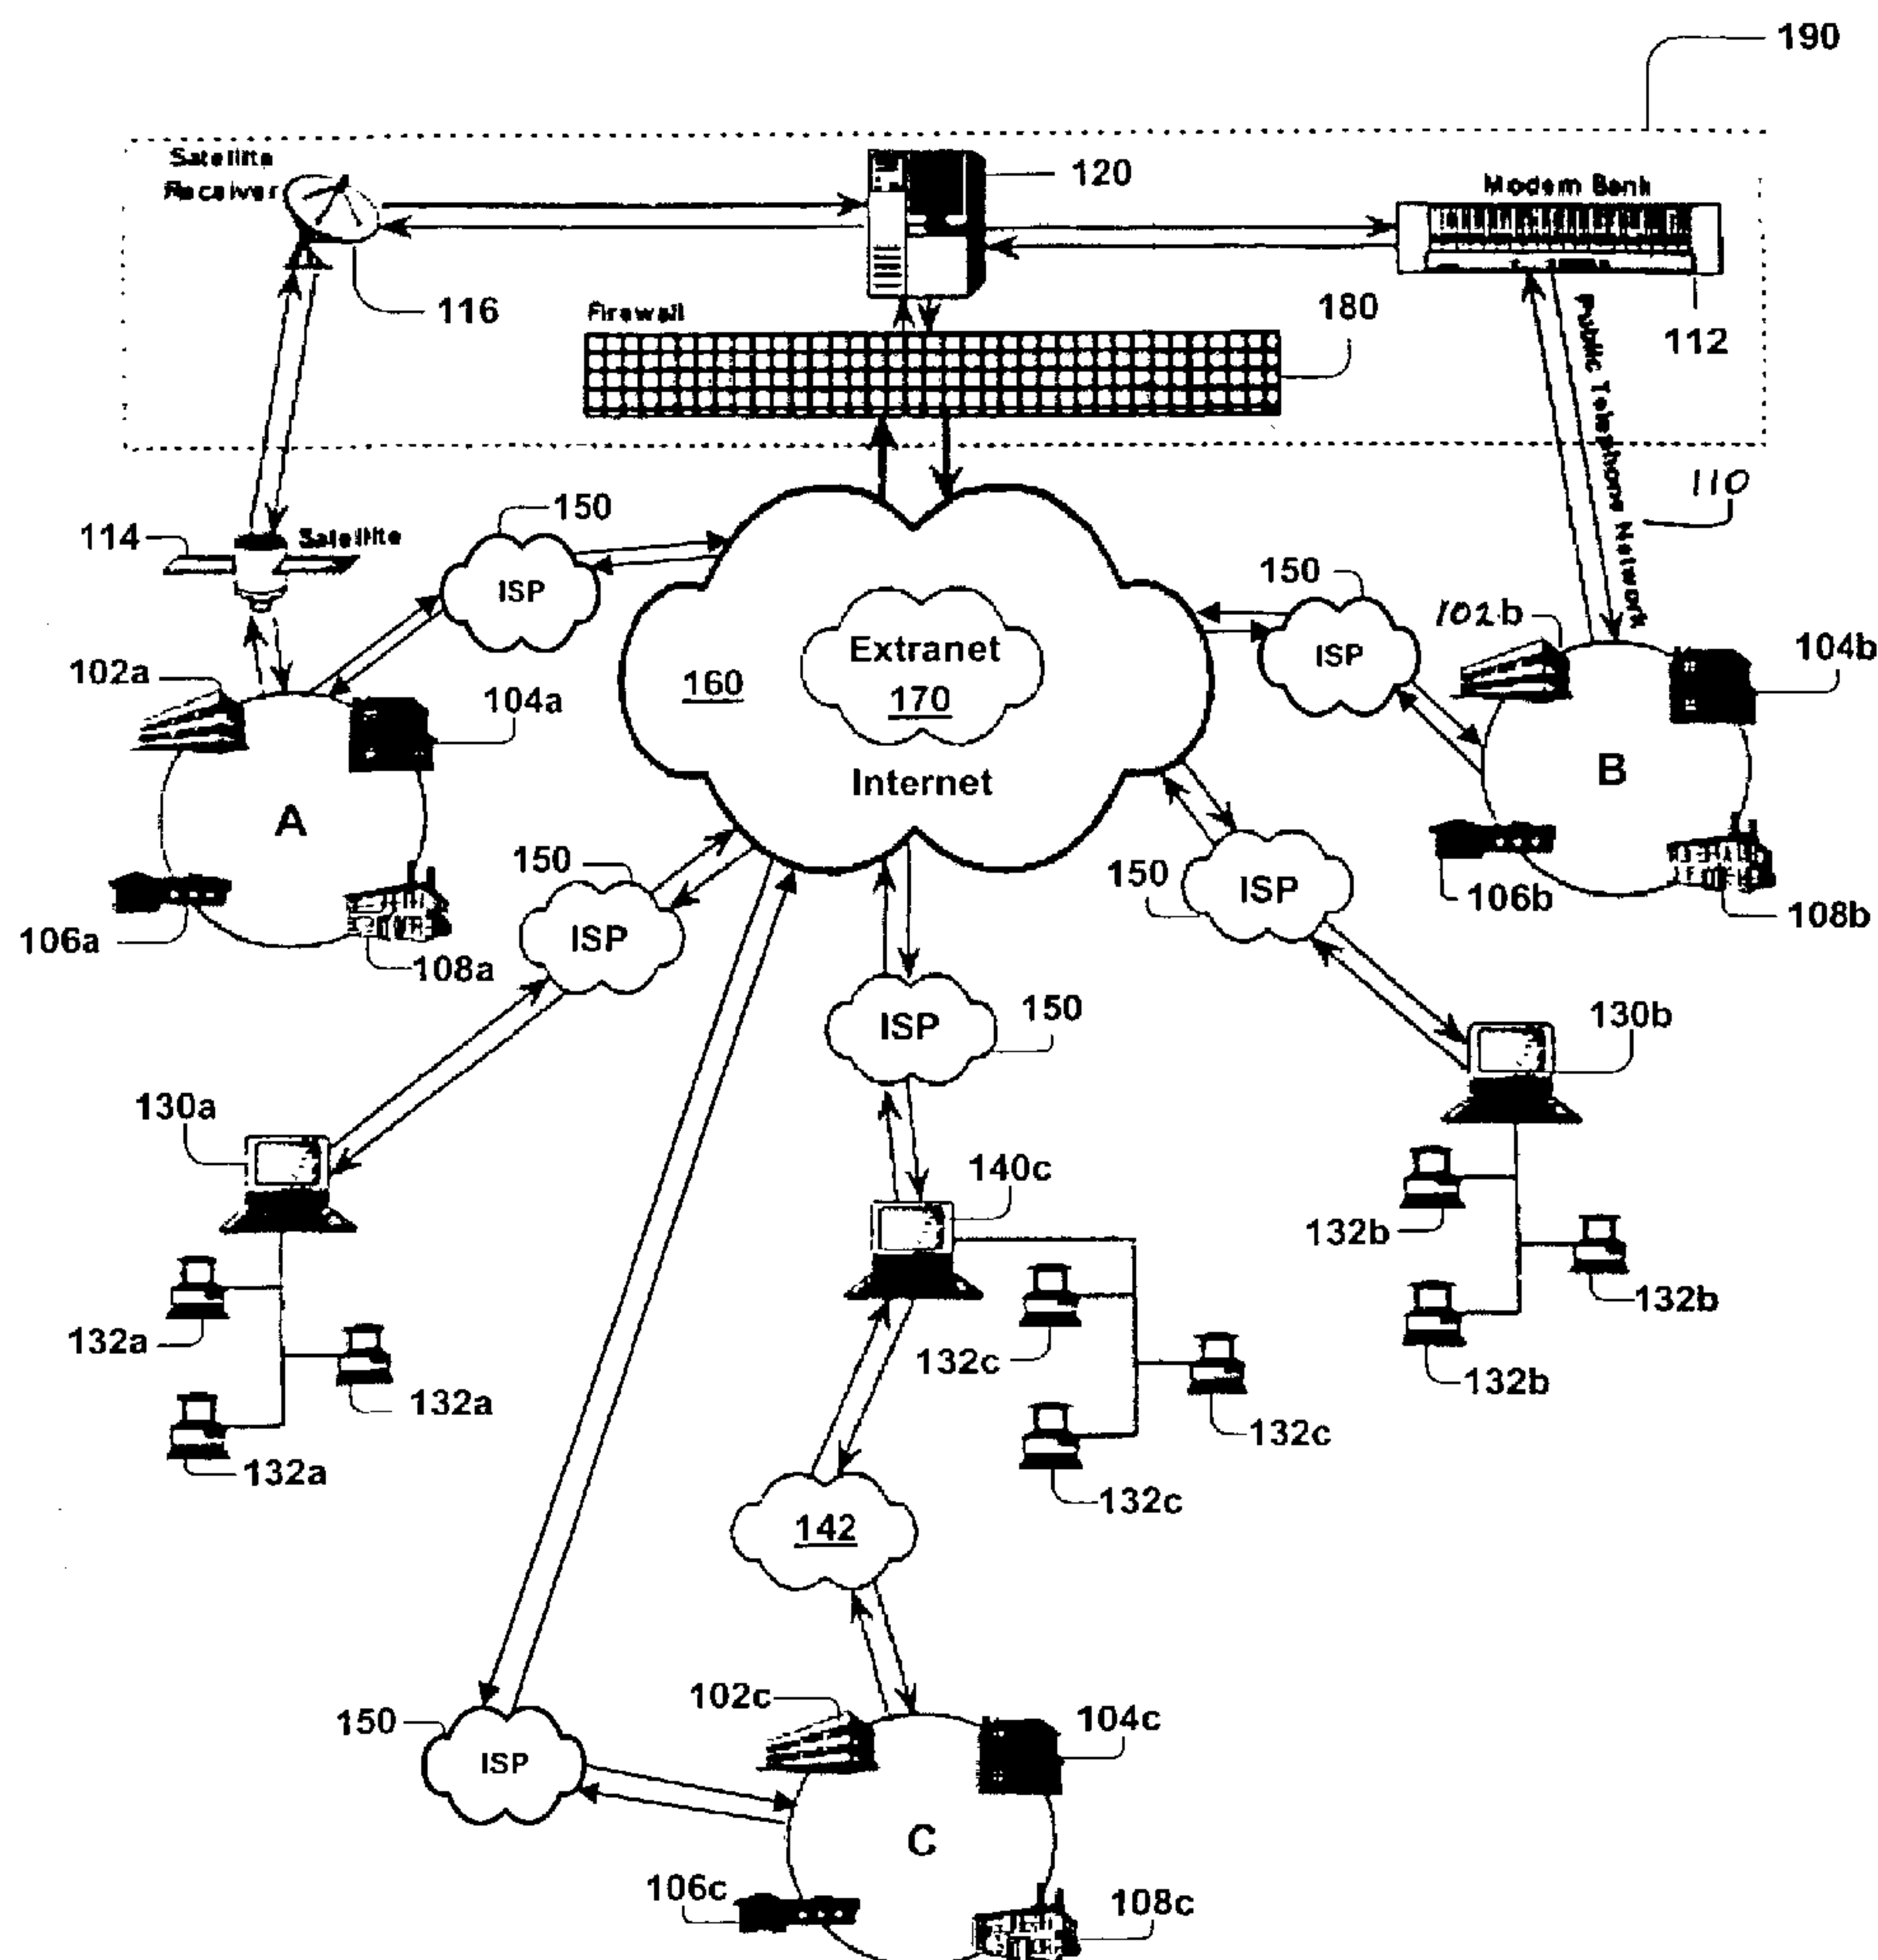 190
Satellite
Receiver
120
Modem Bank
116
Firewall
180
112
Public Telephone Network
110
114
Satellite
150
ISP
150
ISP
102b
104b
102a
104a
Extranet
160
170
Internet
A
B
150
ISP
150
ISP
106a
108a
106b
108b
ISP
150
130b
130a
140c
132b
132b
132b
132a
132a
132a
132c
132c
132c
142
102c
104c
150
ISP
C
106c
108c